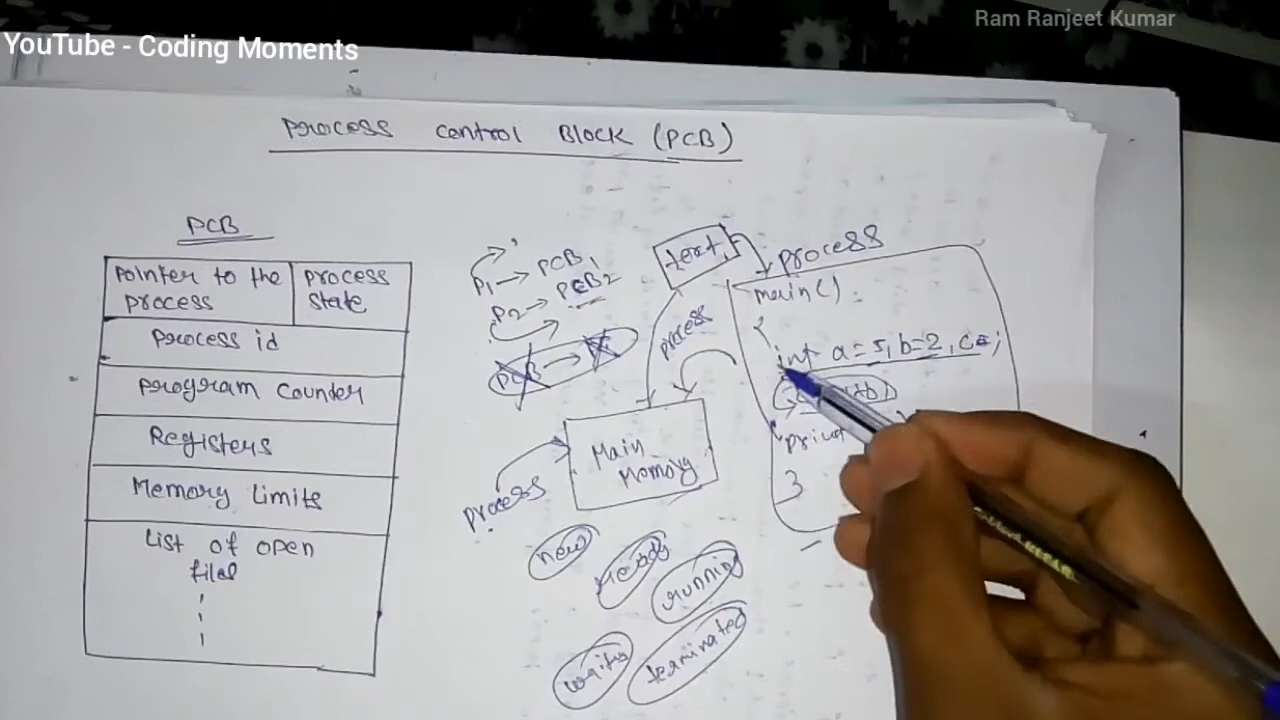 Ram Ranjeet Kumar
YouTube - Coding Moments
Process Control Block (PCB)
PCB
Pointer to the process
Process state
Process id
Program Counter
Registers
Memory Limits
List of open files
P1 → PCB1
P2 → PCB2
PCB →
text
process
process
Main Memory
process
new
ready
running
waiting
terminated
main()
{
int a=5, b=2, c;
+b)
print
}